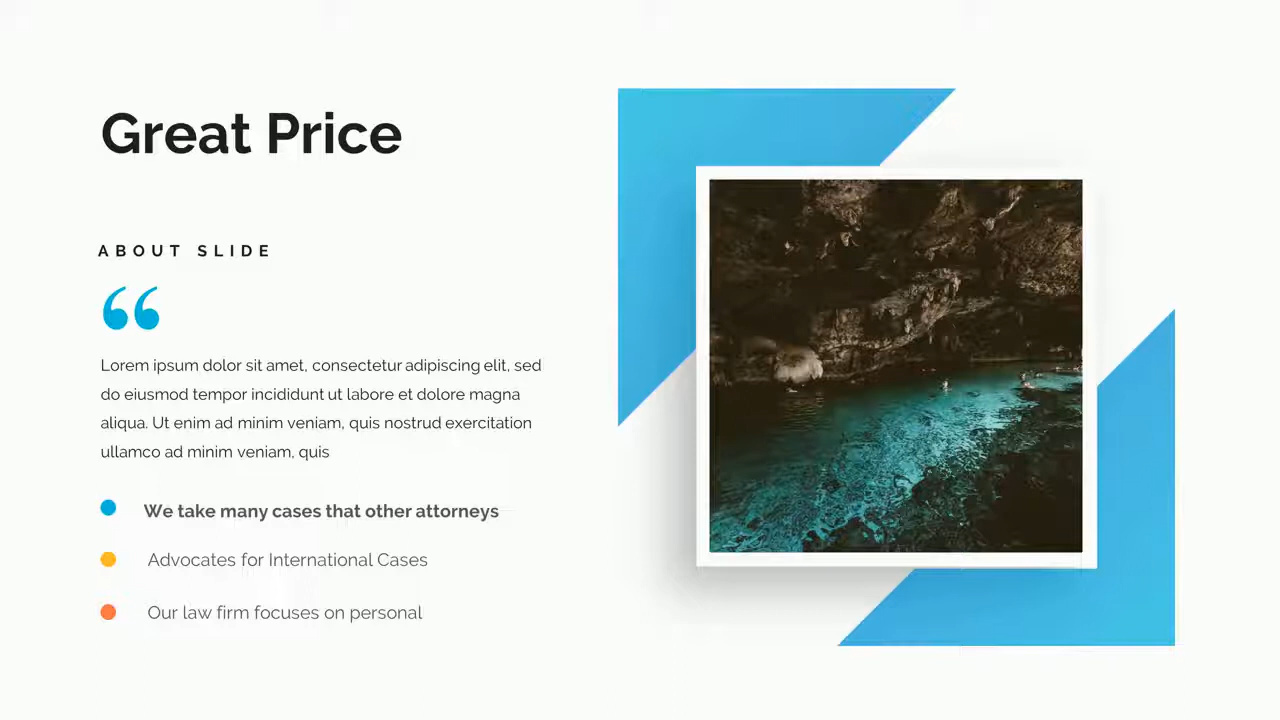 Great Price
ABOUT SLIDE
“
Lorem ipsum dolor sit amet, consectetur adipiscing elit, sed
do eiusmod tempor incididunt ut labore et dolore magna
aliqua. Ut enim ad minim veniam, quis nostrud exercitation
ullamco ad minim veniam, quis
We take many cases that other attorneys
Advocates for International Cases
Our law firm focuses on personal